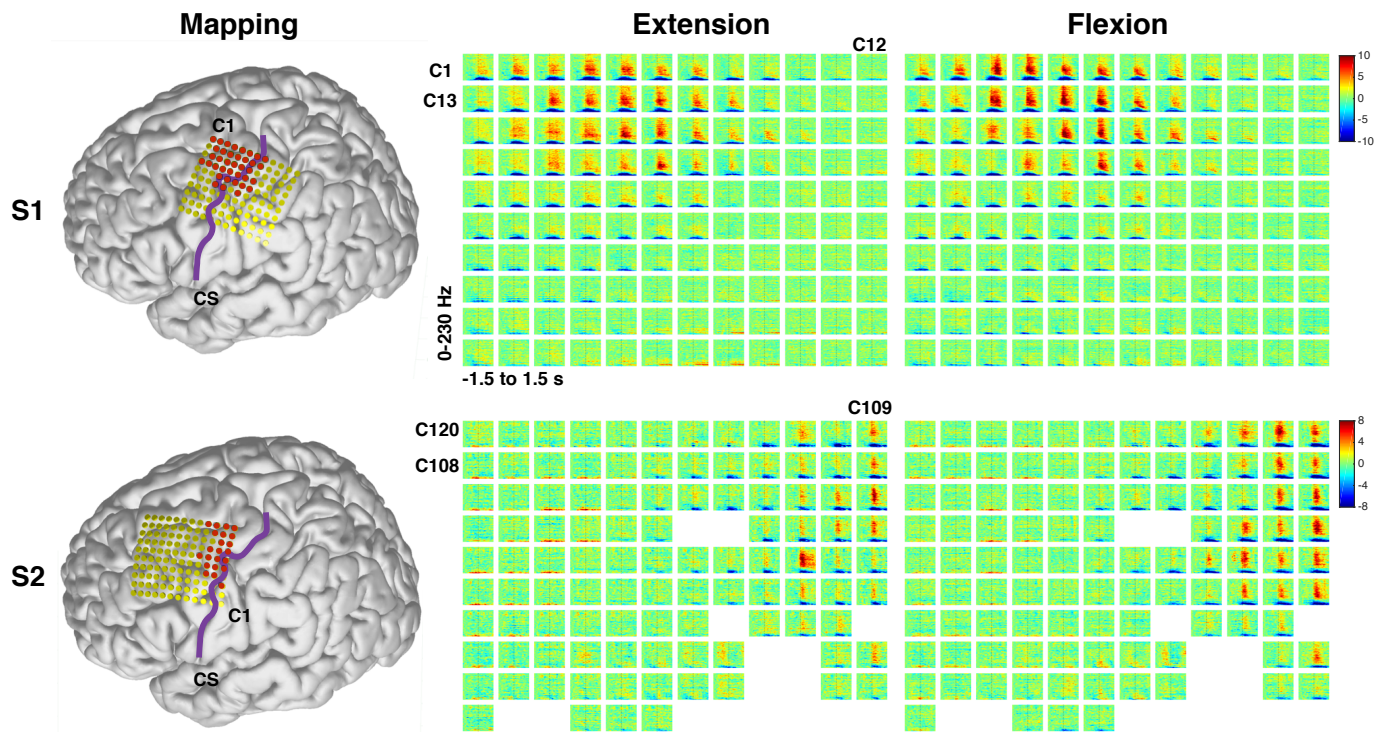 Mapping
Extension
Flexion
C12
C1
C13
10
5
0
-5
-10
C1
S1
CS
0-230 Hz
-1.5 to 1.5 s
C109
C120
C108
8
4
0
-4
-8
S2
C1
CS